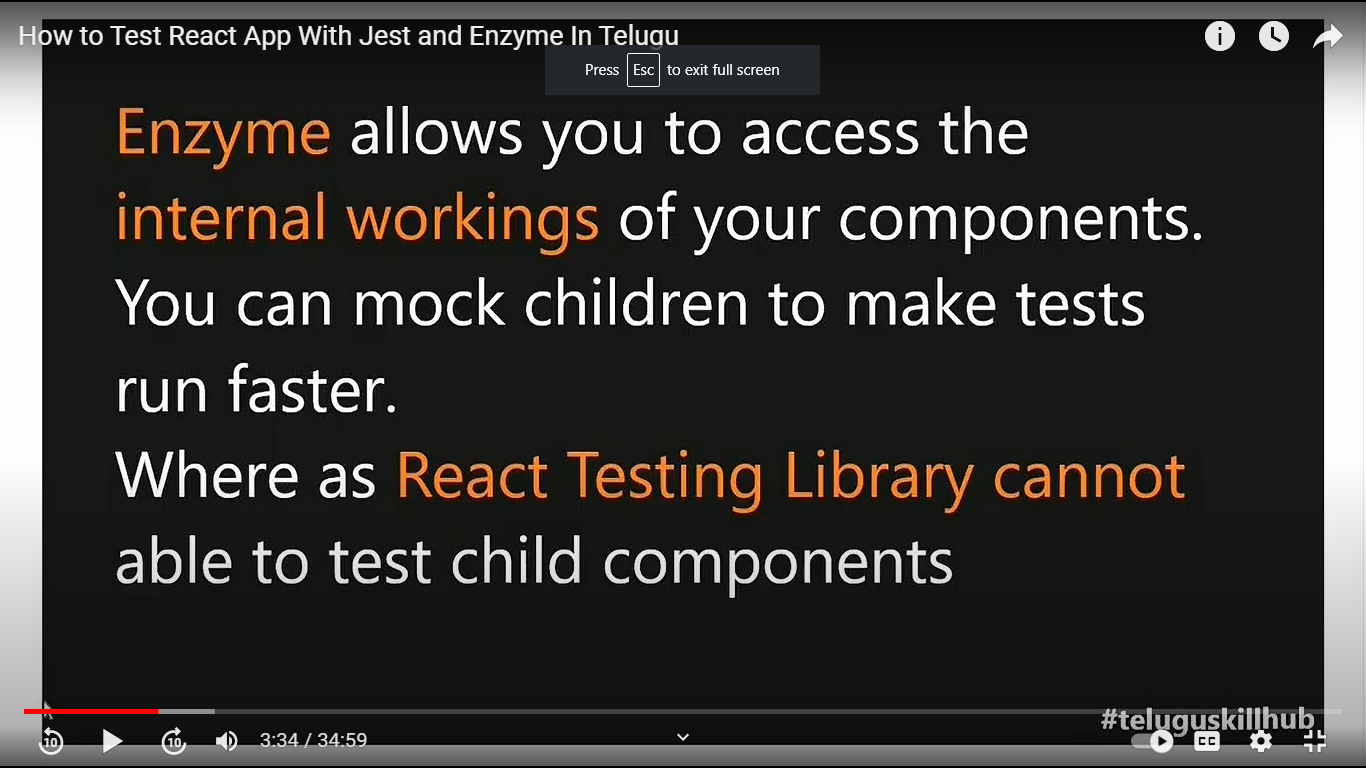 How to Test React App With Jest and Enzyme In Telugu
Press Esc to exit full screen
Enzyme allows you to access the
internal workings of your components.
You can mock children to make tests
run faster.
Where as React Testing Library cannot
able to test child components
#teluguskillhub
10
10
3:34 / 34:59
CC